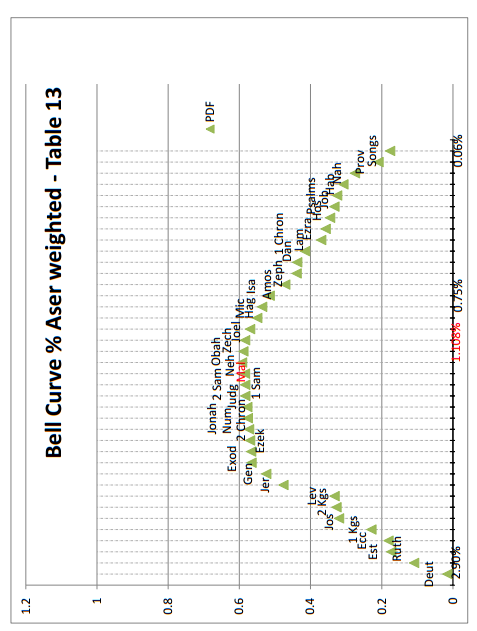 Bell Curve % Aser weighted - Table 13
1.2
1
0.8
0.6
0.4
0.2
0
PDF
Deut
Ruth
Est
Ecc
1 Kgs
Jos
2 Kgs
Lev
Jer
Gen
Ezek
Exod
2 Chron
Num
Jonah
Judg
1 Sam
2 Sam
Mal
Neh
Obah
Zech
Joel
Mic
Hag
Isa
Amos
Zeph
Dan
1 Chron
Lam
Ezra
Hos
Psalms
Job
Hab
Nah
Prov
Songs
2.90%
1.108%
0.75%
0.06%